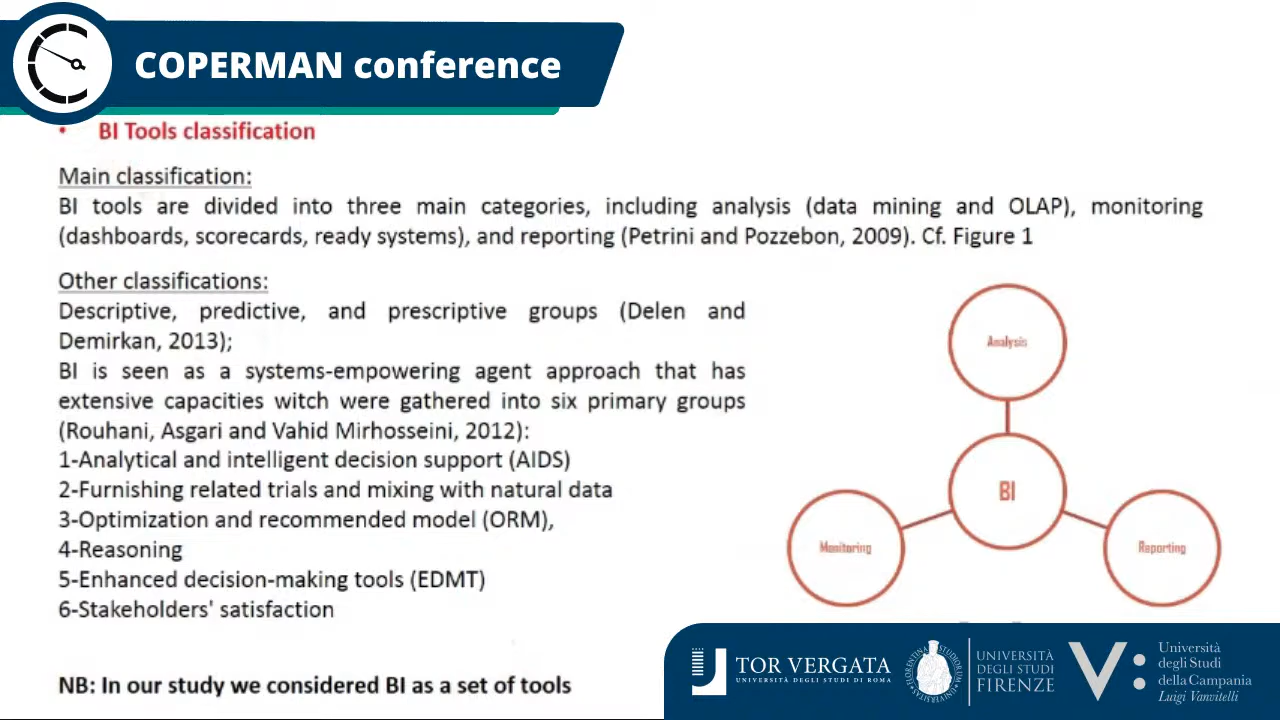 COPERMAN conference
• BI Tools classification
Main classification:
BI tools are divided into three main categories, including analysis (data mining and OLAP), monitoring
(dashboards, scorecards, ready systems), and reporting (Petrini and Pozzebon, 2009). Cf. Figure 1
Other classifications:
Descriptive, predictive, and prescriptive groups (Delen and
Demirkan, 2013);
BI is seen as a systems-empowering agent approach that has
extensive capacities witch were gathered into six primary groups
(Rouhani, Asgari and Vahid Mirhosseini, 2012):
1-Analytical and intelligent decision support (AIDS)
2-Furnishing related trials and mixing with natural data
3-Optimization and recommended model (ORM),
4-Reasoning
5-Enhanced decision-making tools (EDMT)
6-Stakeholders' satisfaction
NB: In our study we considered BI as a set of tools
Analysis
BI
Monitoring
Reporting
TOR VERGATA
UNIVERSITÀ DEGLI STUDI DI ROMA
FLORENTINA STUDIORUM
UNIVERSITÀ
DEGLI STUDI
FIRENZE
V:
Università
degli Studi
della Campania
Luigi Vanvitelli